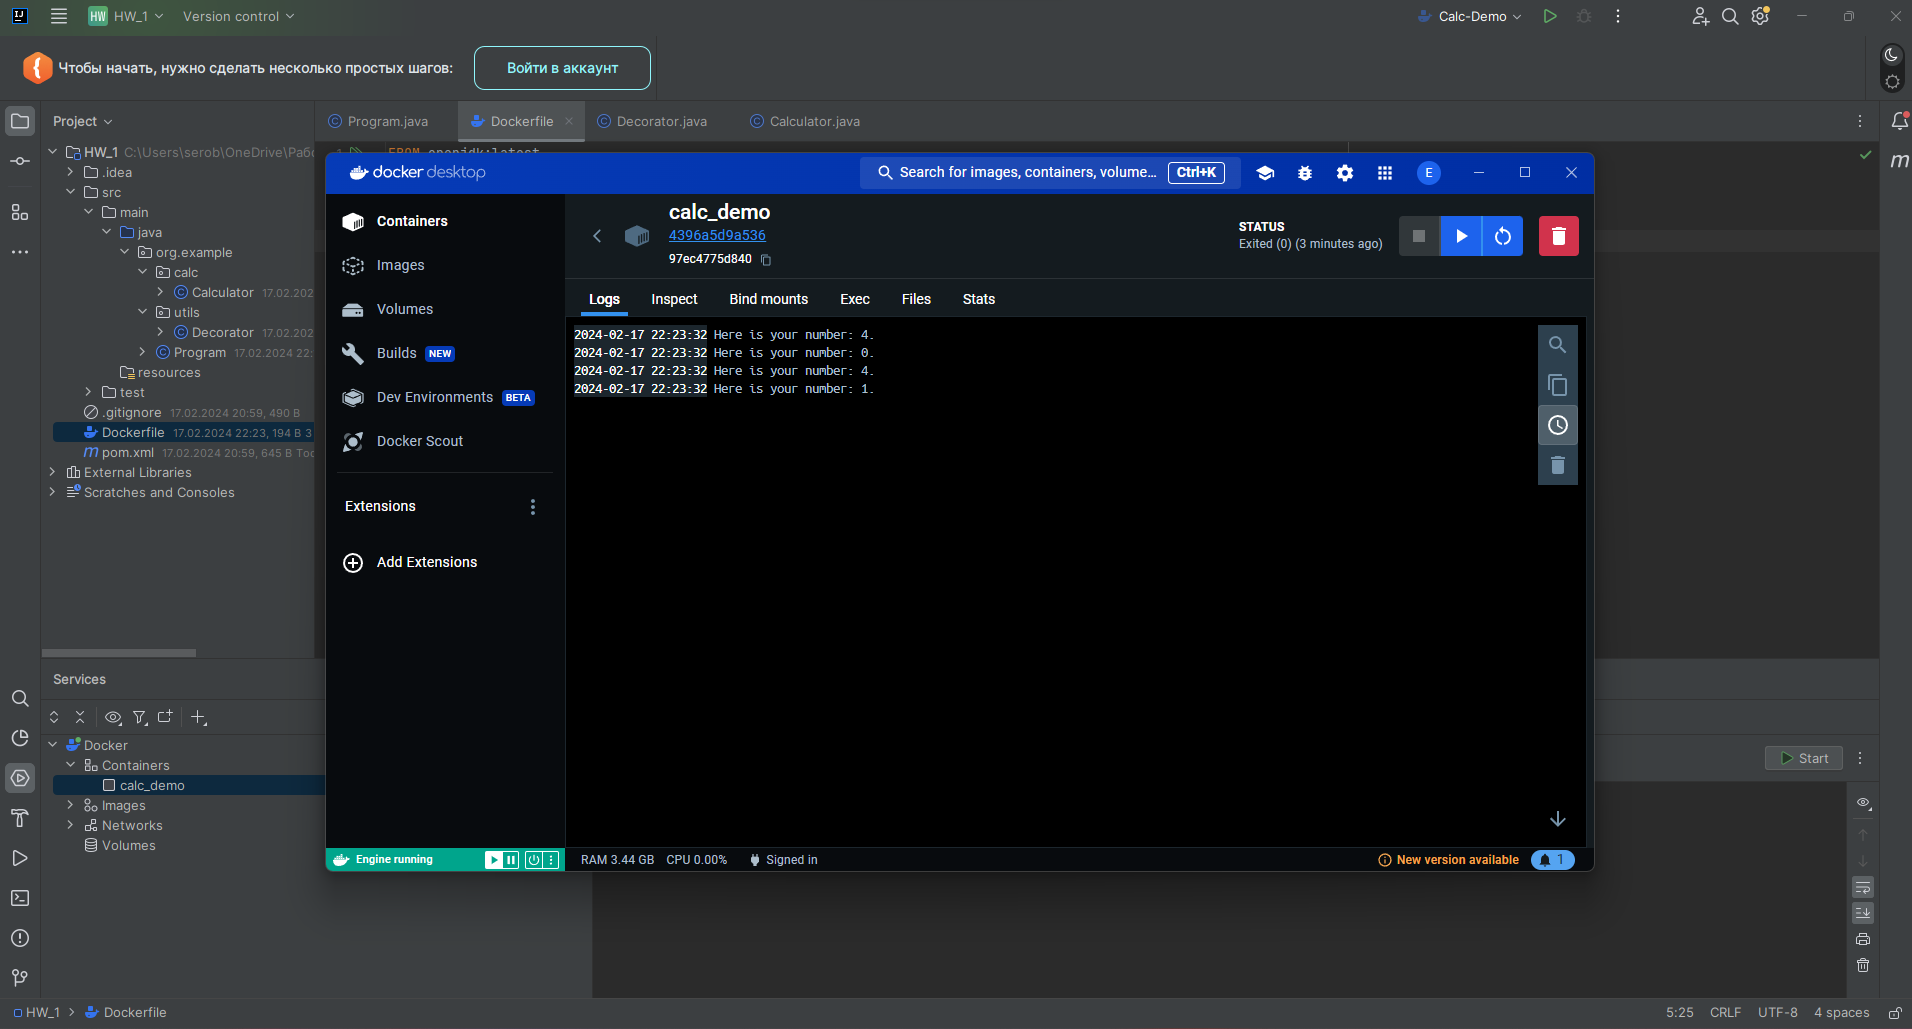 HW HW_1 Version control
Calc-Demo
Чтобы начать, нужно сделать несколько простых шагов: Войти в аккаунт
Project
Program.java Dockerfile Decorator.java Calculator.java
HW_1 C:\Users\serob\OneDrive\Рабо
.idea
src
main
java
org.example
calc
Calculator 17.02.202
utils
Decorator 17.02.202
Program 17.02.2024 22:
resources
test
.gitignore 17.02.2024 20:59, 490 B
Dockerfile 17.02.2024 22:23, 194 B 3
pom.xml 17.02.2024 20:59, 645 B Тос
External Libraries
Scratches and Consoles
docker desktop
Search for images, containers, volume... Ctrl+K
E
Containers
Images
Volumes
Builds NEW
Dev Environments BETA
Docker Scout
Extensions
Add Extensions
calc_demo
4396a5d9a536
97ec4775d840
STATUS
Exited (0) (3 minutes ago)
Logs Inspect Bind mounts Exec Files Stats
2024-02-17 22:23:32 Here is your number: 4.
2024-02-17 22:23:32 Here is your number: 0.
2024-02-17 22:23:32 Here is your number: 4.
2024-02-17 22:23:32 Here is your number: 1.
Engine running
RAM 3.44 GB CPU 0.00% Signed in
New version available 1
Services
Docker
Containers
calc_demo
Images
Networks
Volumes
Start
HW_1 Dockerfile
5:25 CRLF UTF-8 4 spaces